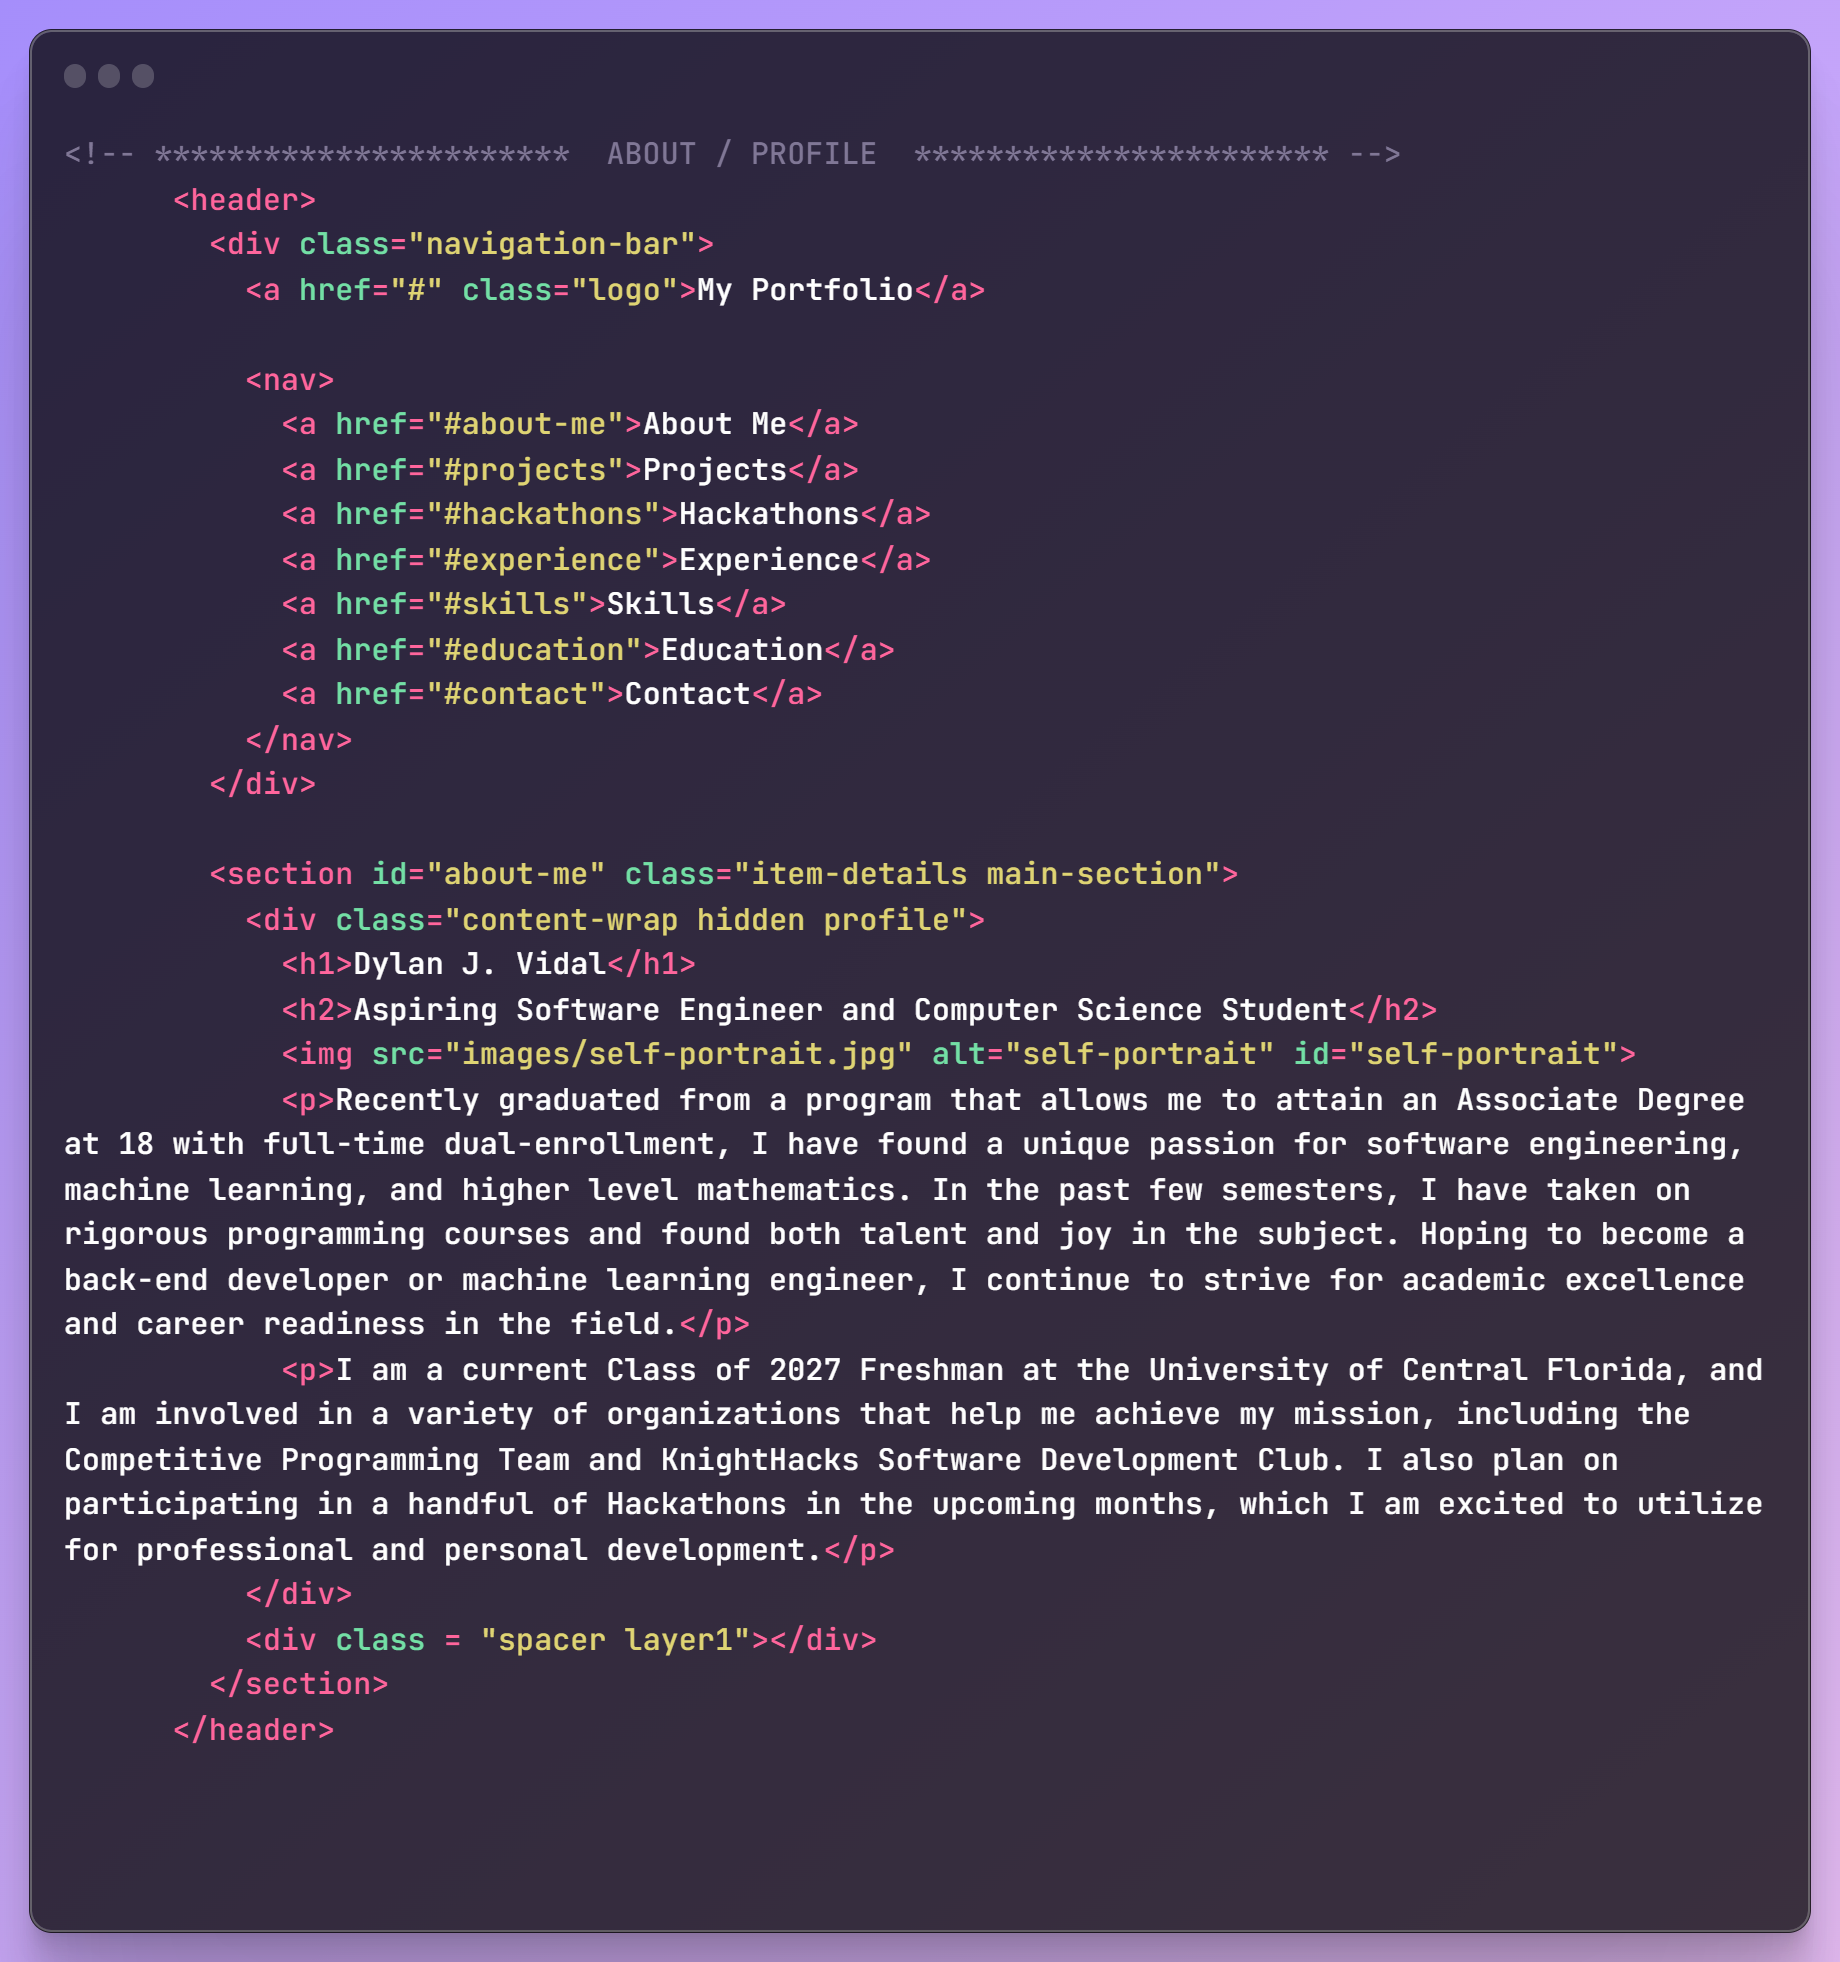 <!-- ***********************  ABOUT / PROFILE  *********************** -->
      <header>
        <div class="navigation-bar">
          <a href="#" class="logo">My Portfolio</a>

          <nav>
            <a href="#about-me">About Me</a>
            <a href="#projects">Projects</a>
            <a href="#hackathons">Hackathons</a>
            <a href="#experience">Experience</a>
            <a href="#skills">Skills</a>
            <a href="#education">Education</a>
            <a href="#contact">Contact</a>
          </nav>
        </div>

        <section id="about-me" class="item-details main-section">
          <div class="content-wrap hidden profile">
            <h1>Dylan J. Vidal</h1>
            <h2>Aspiring Software Engineer and Computer Science Student</h2>
            <img src="images/self-portrait.jpg" alt="self-portrait" id="self-portrait">
            <p>Recently graduated from a program that allows me to attain an Associate Degree
at 18 with full-time dual-enrollment, I have found a unique passion for software engineering,
machine learning, and higher level mathematics. In the past few semesters, I have taken on
rigorous programming courses and found both talent and joy in the subject. Hoping to become a
back-end developer or machine learning engineer, I continue to strive for academic excellence
and career readiness in the field.</p>
            <p>I am a current Class of 2027 Freshman at the University of Central Florida, and
I am involved in a variety of organizations that help me achieve my mission, including the
Competitive Programming Team and KnightHacks Software Development Club. I also plan on
participating in a handful of Hackathons in the upcoming months, which I am excited to utilize
for professional and personal development.</p>
          </div>
          <div class = "spacer layer1"></div>
        </section>
      </header>